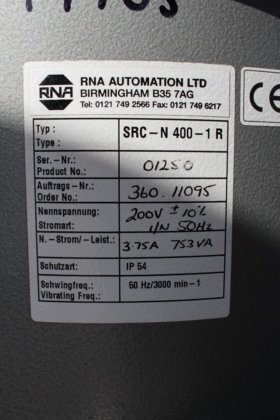 RNA
RNA AUTOMATION LTD
BIRMINGHAM B35 7AG
Tel: 0121 749 2566 Fax: 0121 749 6217
CE
Typ :
Type :
SRC-N 400-1 R
Ser.-Nr.:
Product No.:
01250
Auftrags-Nr.:
Order No.:
360.11095
Nennspannung:
200V ± 10%
Stromart:
1/N 50Hz
N.-Strom/-Leist.:
3.75A 753VA
Schutzart:
IP 54
Schwingfreq.:
Vibrating Freq.:
50 Hz/3000 min-1